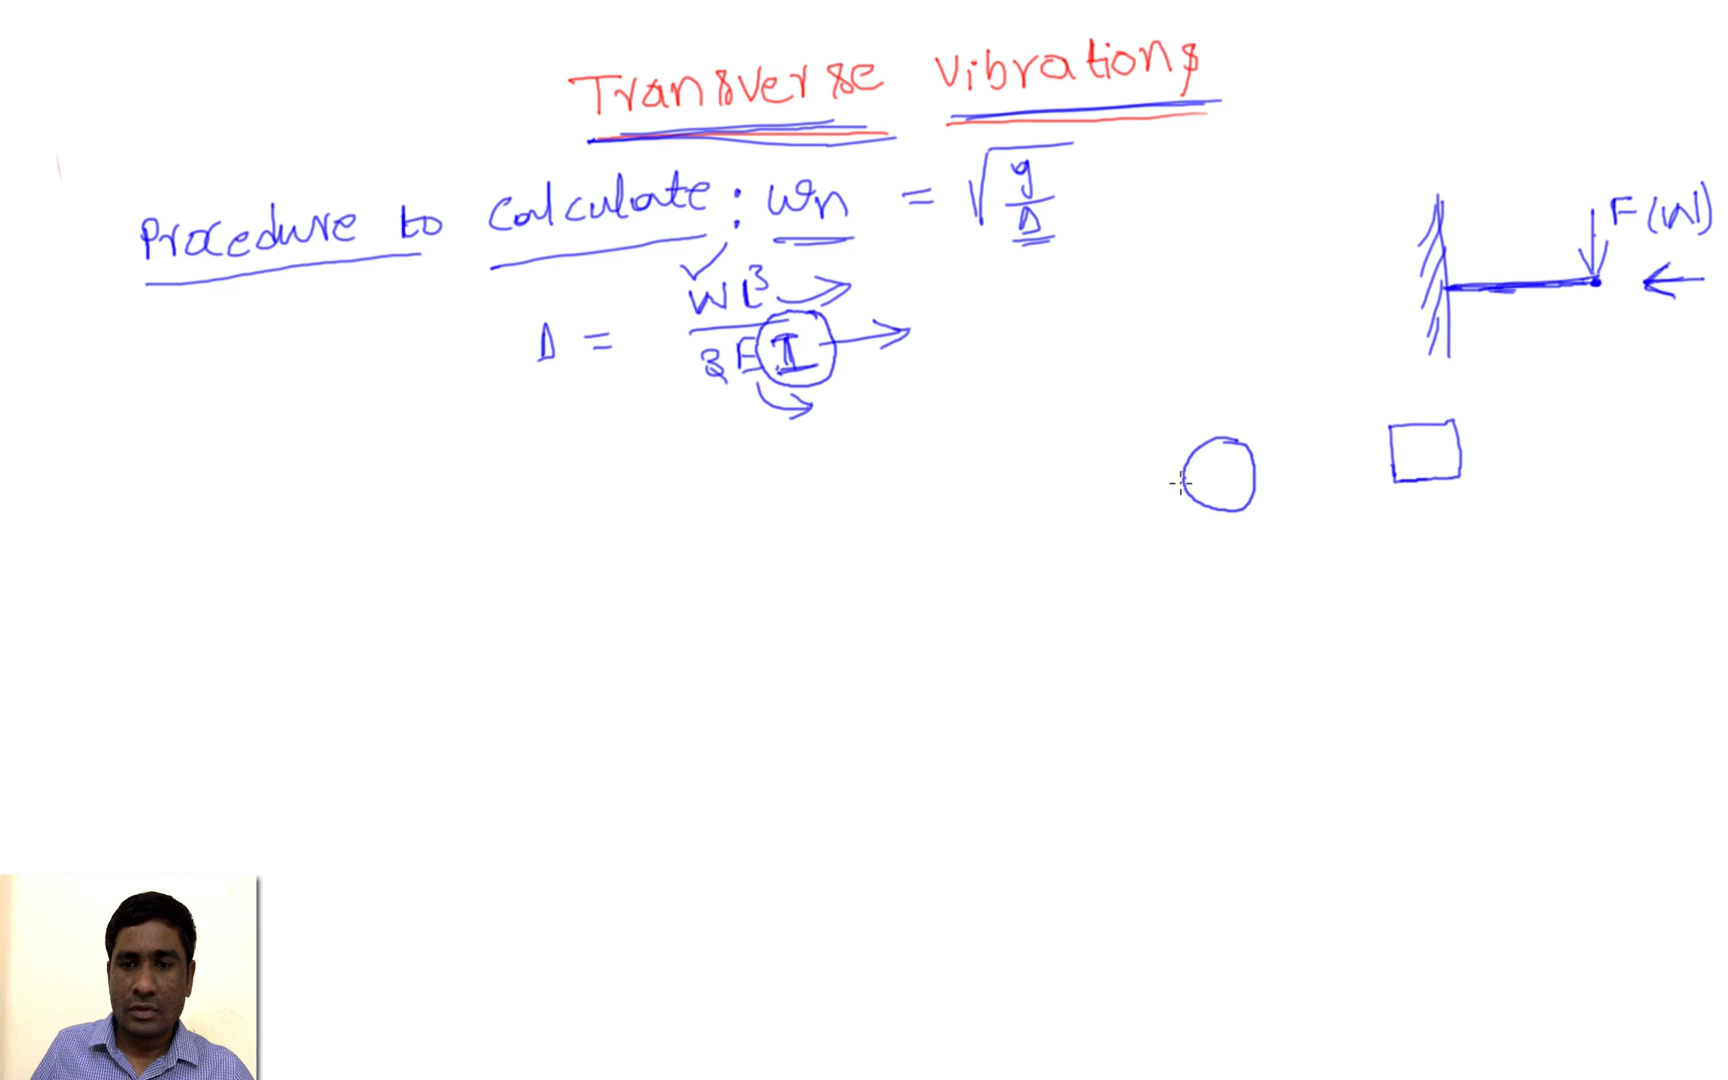 Transverse Vibrations
Procedure to Calculate : ωn = √(g/Δ)
Δ = WL³/3EI
F(W)